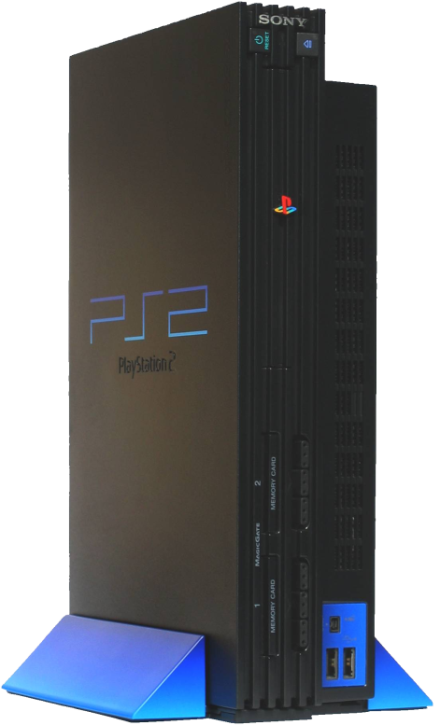 SONY
RESET
PS2
PlayStation 2
2
MEMORY CARD
MAGICGATE
1
MEMORY CARD